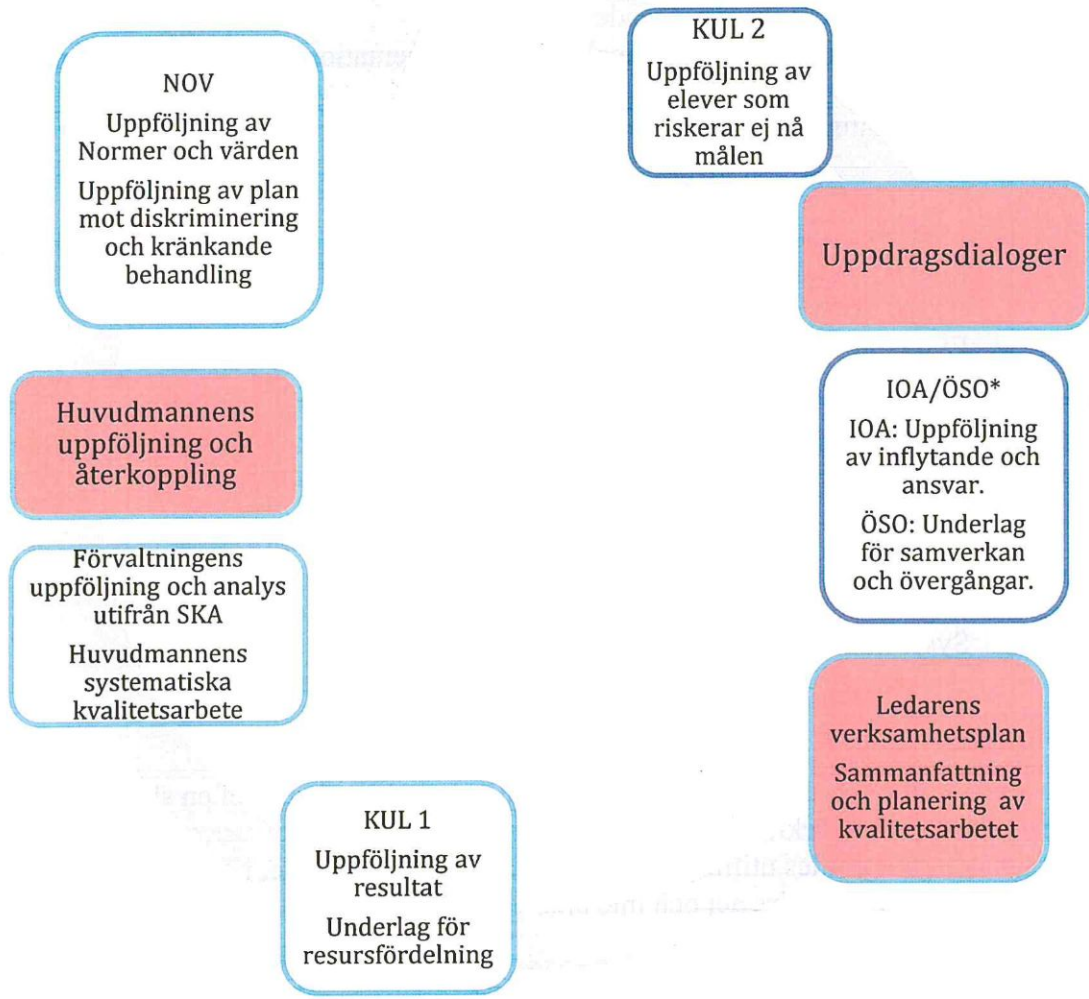 KUL 2
Uppföljning av
elever som
riskerar ej nå
målen
Uppdragsdialoger
IOA/ÖSO*
IOA: Uppföljning
av inflytande och
ansvar.
ÖSO: Underlag
för samverkan
och övergångar.
Ledarens
verksamhetsplan
Sammanfattning
och planering av
kvalitetsarbetet
KUL 1
Uppföljning av
resultat
Underlag för
resursfördelning
Förvaltningens
uppföljning och analys
utifrån SKA
Huvudmannens
systematiska
kvalitetsarbete
Huvudmannens
uppföljning och
återkoppling
NOV
Uppföljning av
Normer och värden
Uppföljning av plan
mot diskriminering
och kränkande
behandling